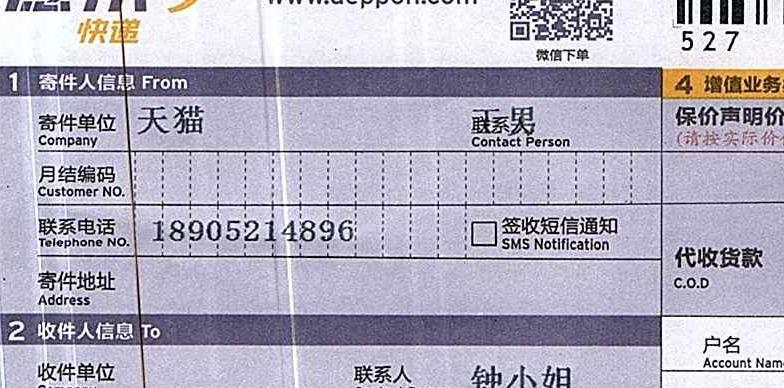 快递
www.deppon.com
微信下单
527
1 寄件人信息 From
4 增值业务
寄件单位 天猫 联系人
Company Contact Person
保价声明价
(请按实际价
月结编码
Customer NO.
联系电话 18905214896 签收短信通知
Telephone NO. SMS Notification
代收货款
C.O.D
寄件地址
Address
2 收件人信息 To
户名
Account Name
收件单位 联系人 钟小姐